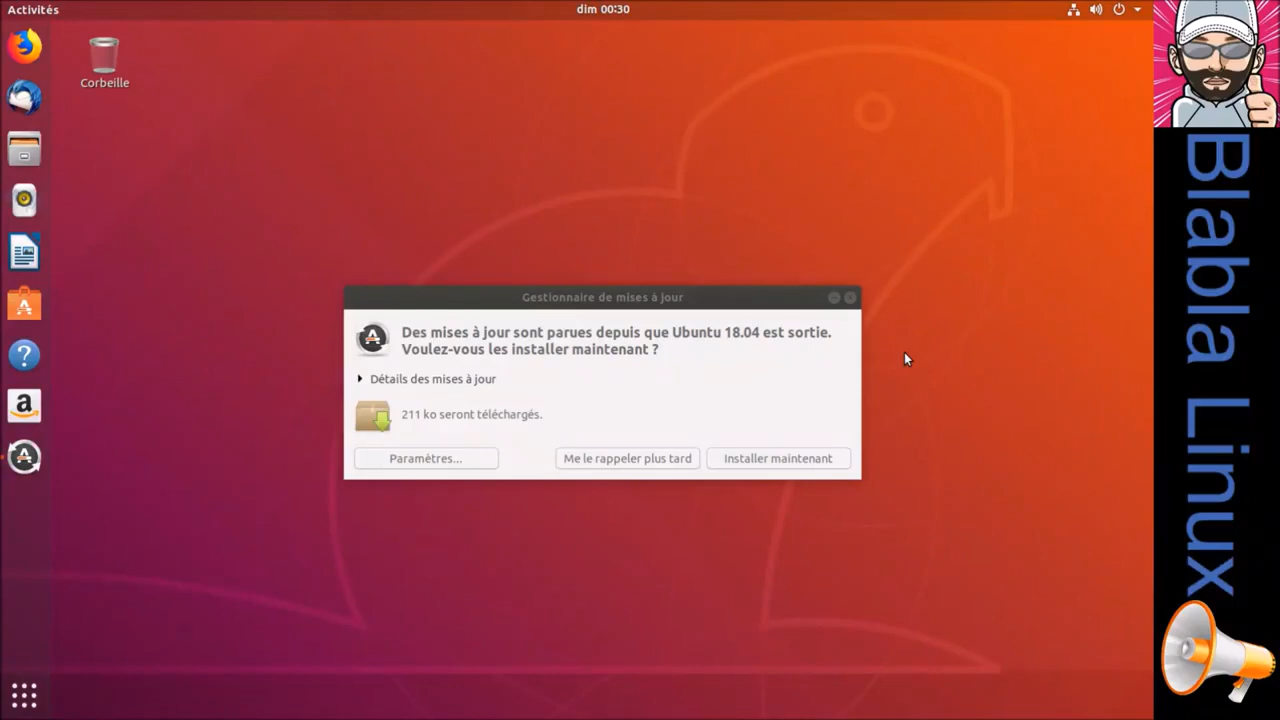 Activités
dim 00:30
Corbeille
Gestionnaire de mises à jour
Des mises à jour sont parues depuis que Ubuntu 18.04 est sortie.
Voulez-vous les installer maintenant ?
Détails des mises à jour
211 ko seront téléchargés.
Paramètres...
Me le rappeler plus tard
Installer maintenant
Blabla Linux